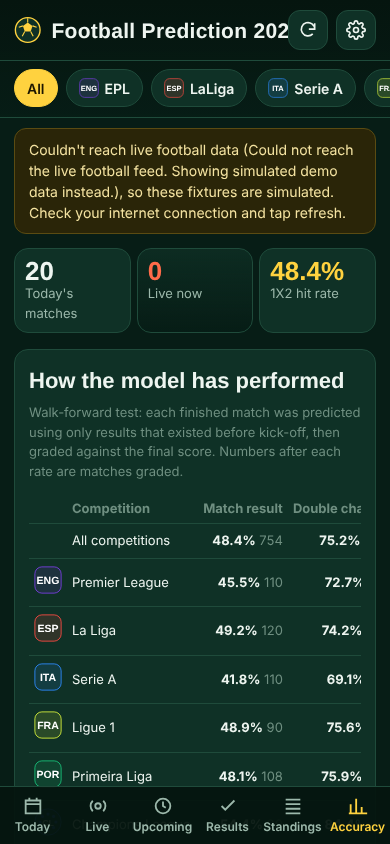 Football Prediction 202
All ENG EPL ESP LaLiga ITA Serie A
Couldn't reach live football data (Could not reach
the live football feed. Showing simulated demo
data instead.), so these fixtures are simulated.
Check your internet connection and tap refresh.
20 0 48.4%
Today's Live now 1X2 hit rate
matches
How the model has performed
Walk-forward test: each finished match was predicted
using only results that existed before kick-off, then
graded against the final score. Numbers after each
rate are matches graded.
Competition Match result Double cha
All competitions 48.4% 754 75.2%
ENG Premier League 45.5% 110 72.7%
ESP La Liga 49.2% 120 74.2%
ITA Serie A 41.8% 110 69.1%
FRA Ligue 1 48.9% 90 75.6%
POR Primeira Liga 48.1% 108 75.9%
Today Live Upcoming Results Standings Accuracy